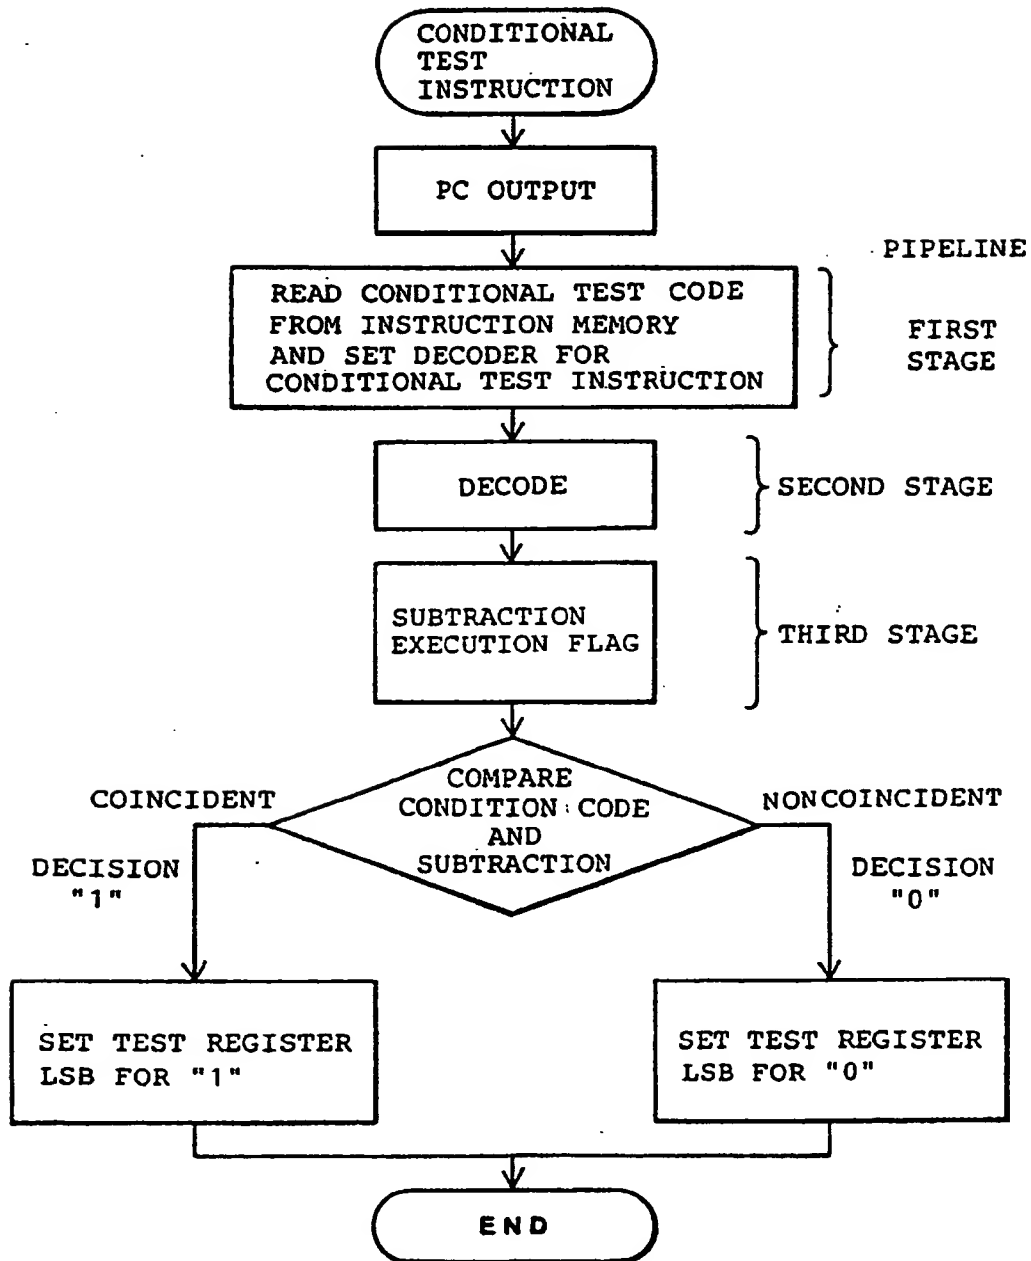 CONDITIONAL
TEST
INSTRUCTION
PC OUTPUT
PIPELINE
READ CONDITIONAL TEST CODE
FROM INSTRUCTION MEMORY
AND SET DECODER FOR
CONDITIONAL TEST INSTRUCTION
FIRST
STAGE
DECODE
SECOND STAGE
SUBTRACTION
EXECUTION FLAG
THIRD STAGE
COMPARE
CONDITION CODE
AND
SUBTRACTION
COINCIDENT
NONCOINCIDENT
DECISION
"1"
DECISION
"0"
SET TEST REGISTER
LSB FOR "1"
SET TEST REGISTER
LSB FOR "0"
END